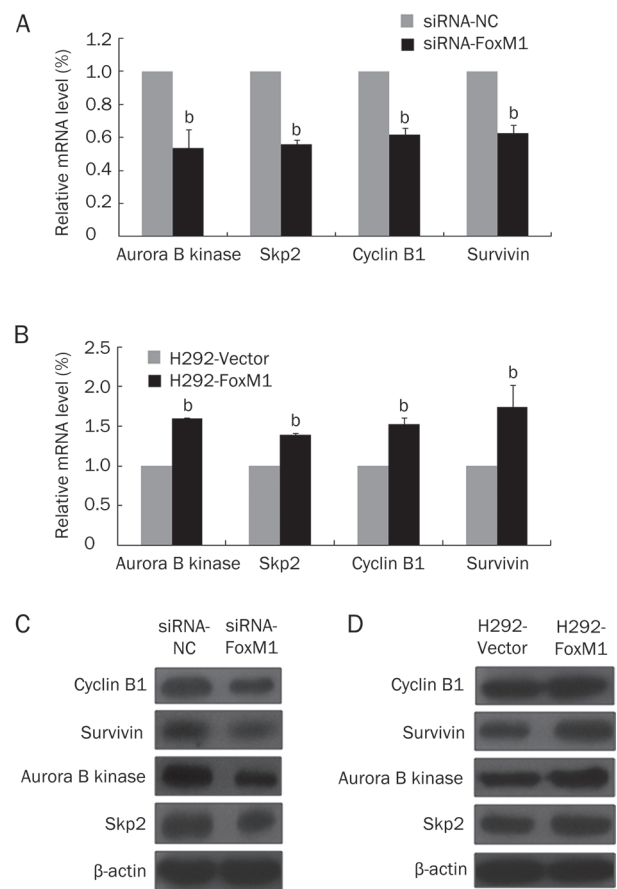 A
siRNA-NC
siRNA-FoxM1
Relative mRNA level (%)
1.2
1.0
0.8
0.6
0.4
0.2
0
b
b
b
b
Aurora B kinase
Skp2
Cyclin B1
Survivin
B
H292-Vector
H292-FoxM1
Relative mRNA level (%)
2.5
2.0
1.5
1.0
0.5
0
b
b
b
b
Aurora B kinase
Skp2
Cyclin B1
Survivin
C
siRNA-
NC
siRNA-
FoxM1
Cyclin B1
Survivin
Aurora B kinase
Skp2
β-actin
D
H292-
Vector
H292-
FoxM1
Cyclin B1
Survivin
Aurora B kinase
Skp2
β-actin